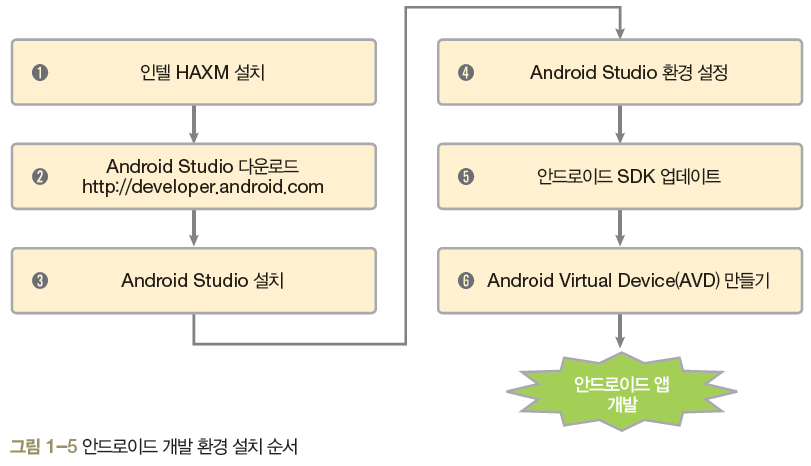 ❶ 인텔 HAXM 설치
❷ Android Studio 다운로드
http://developer.android.com
❸ Android Studio 설치
❹ Android Studio 환경 설정
❺ 안드로이드 SDK 업데이트
❻ Android Virtual Device(AVD) 만들기
안드로이드 앱
개발
그림 1-5 안드로이드 개발 환경 설치 순서